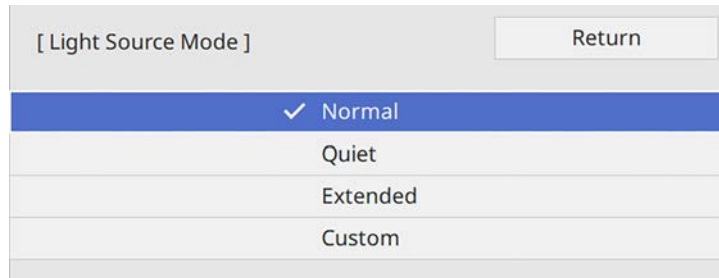 [ Light Source Mode ]
Return
✓ Normal
Quiet
Extended
Custom